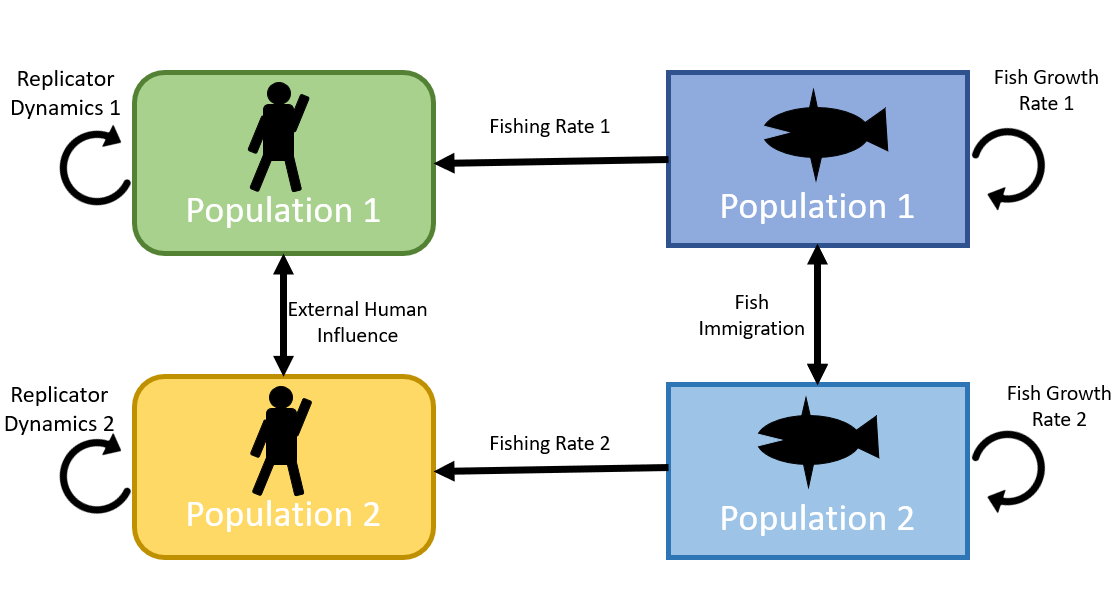 Replicator
Dynamics 1
Population 1
Fishing Rate 1
Population 1
Fish Growth
Rate 1
External Human
Influence
Fish
Immigration
Replicator
Dynamics 2
Population 2
Fishing Rate 2
Population 2
Fish Growth
Rate 2